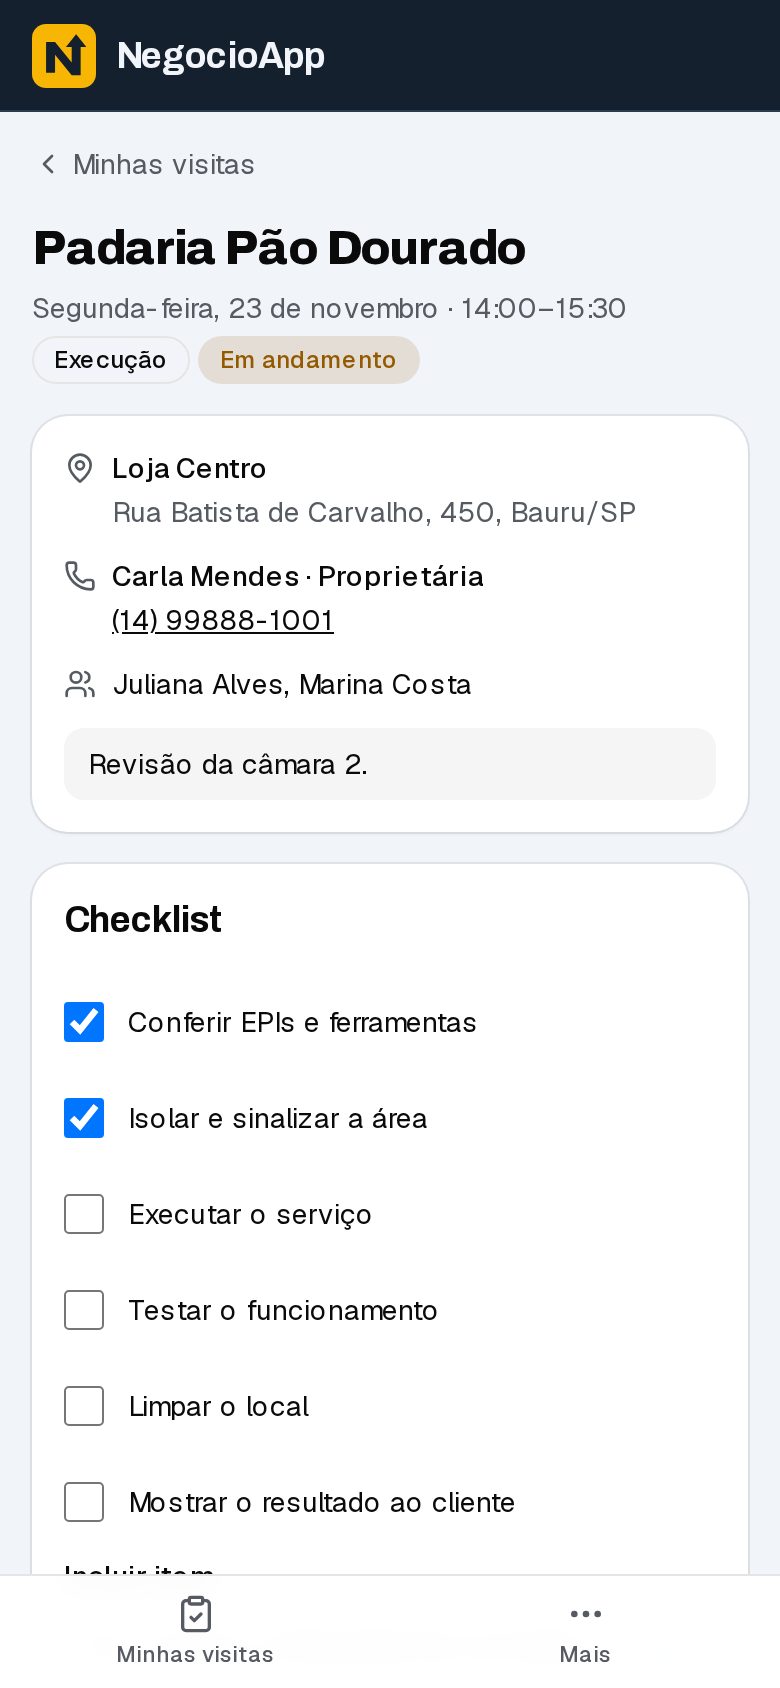 NegocioApp
Minhas visitas
Padaria Pão Dourado
Segunda-feira, 23 de novembro · 14:00–15:30
Execução
Em andamento
Loja Centro
Rua Batista de Carvalho, 450, Bauru/SP
Carla Mendes · Proprietária
(14) 99888-1001
Juliana Alves, Marina Costa
Revisão da câmara 2.
Checklist
Conferir EPIs e ferramentas
Isolar e sinalizar a área
Executar o serviço
Testar o funcionamento
Limpar o local
Mostrar o resultado ao cliente
Incluir item
Minhas visitas
Mais